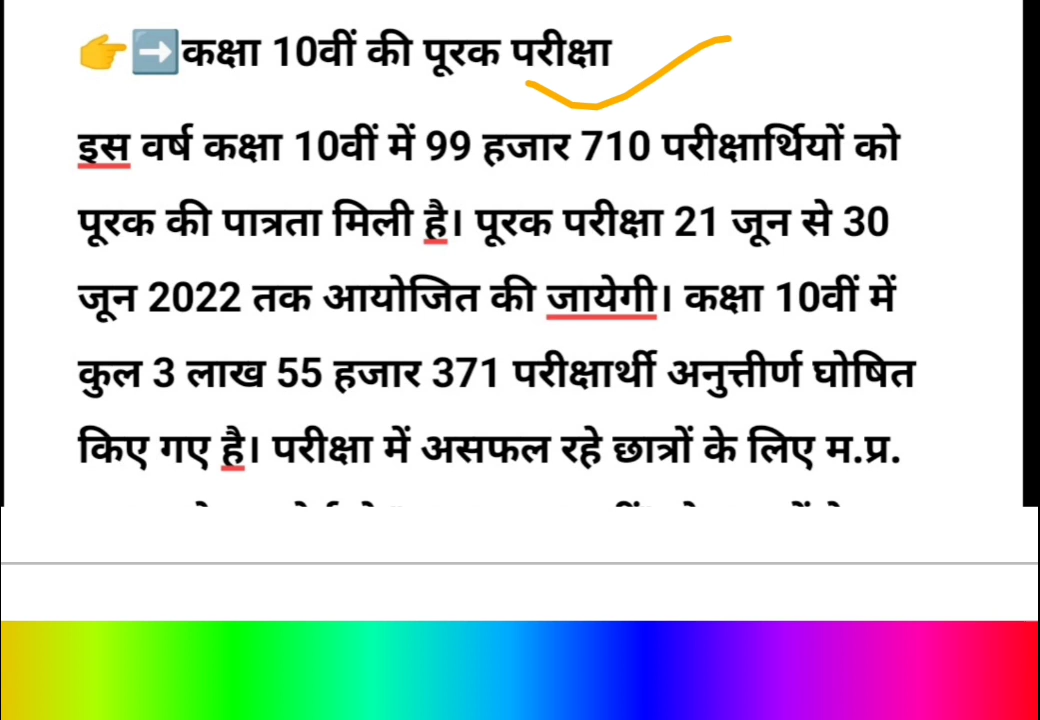 👉➡️कक्षा 10वीं की पूरक परीक्षा
इस वर्ष कक्षा 10वीं में 99 हजार 710 परीक्षार्थियों को
पूरक की पात्रता मिली है। पूरक परीक्षा 21 जून से 30
जून 2022 तक आयोजित की जायेगी। कक्षा 10वीं में
कुल 3 लाख 55 हजार 371 परीक्षार्थी अनुत्तीर्ण घोषित
किए गए है। परीक्षा में असफल रहे छात्रों के लिए म.प्र.